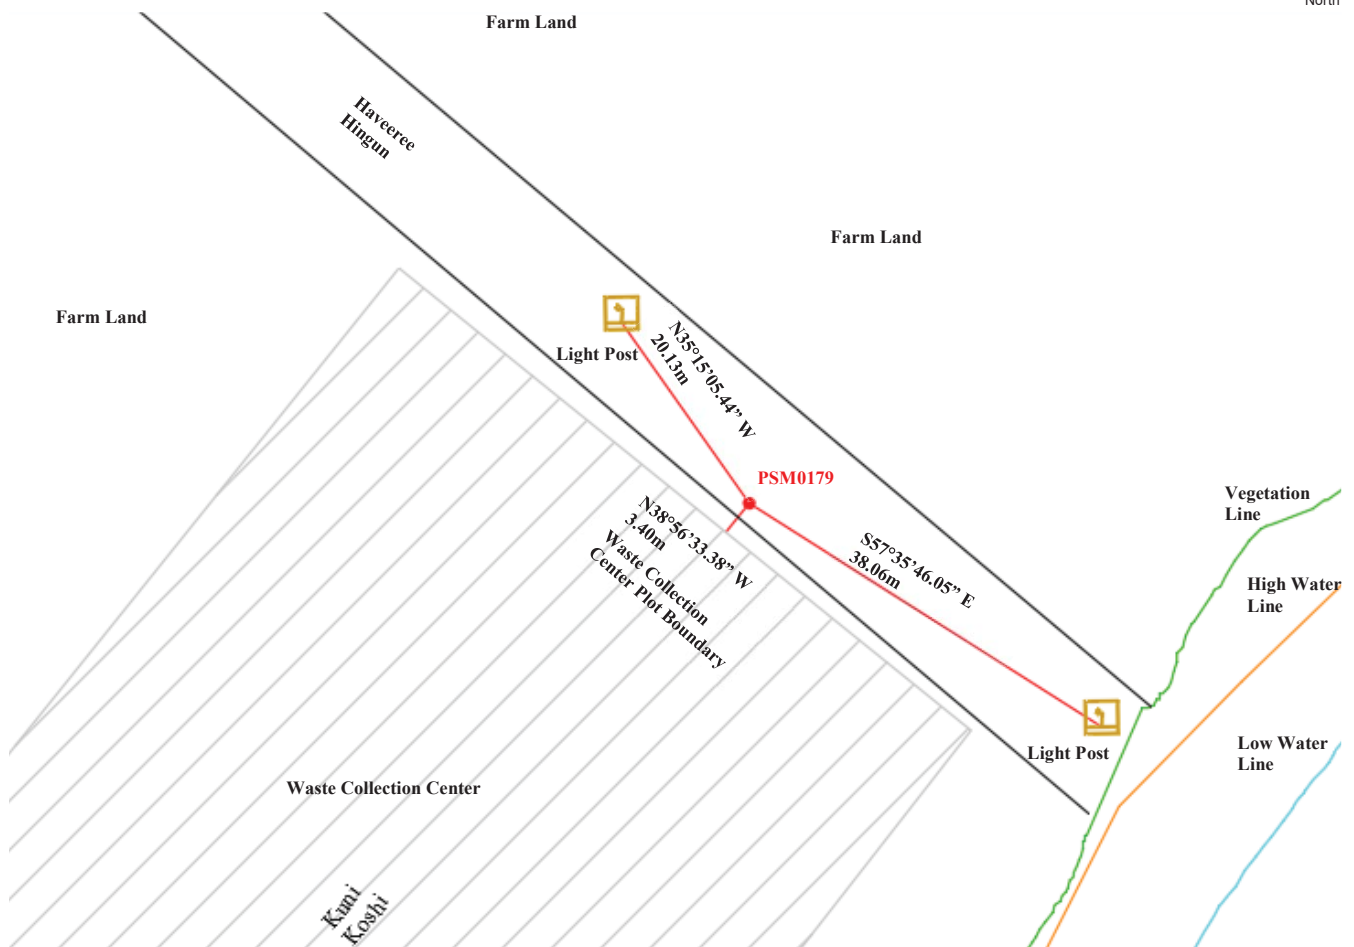 North
Farm Land
Haveeree
Hingun
Farm Land
Farm Land
Light Post
N35°15’05.44” W
20.13m
PSM0179
Vegetation
Line
N38°56’33.38” W
3.40m
Waste Collection
Center Plot Boundary
S57°35’46.05” E
38.06m
High Water
Line
Light Post
Low Water
Line
Waste Collection Center
Kuni
Koshi